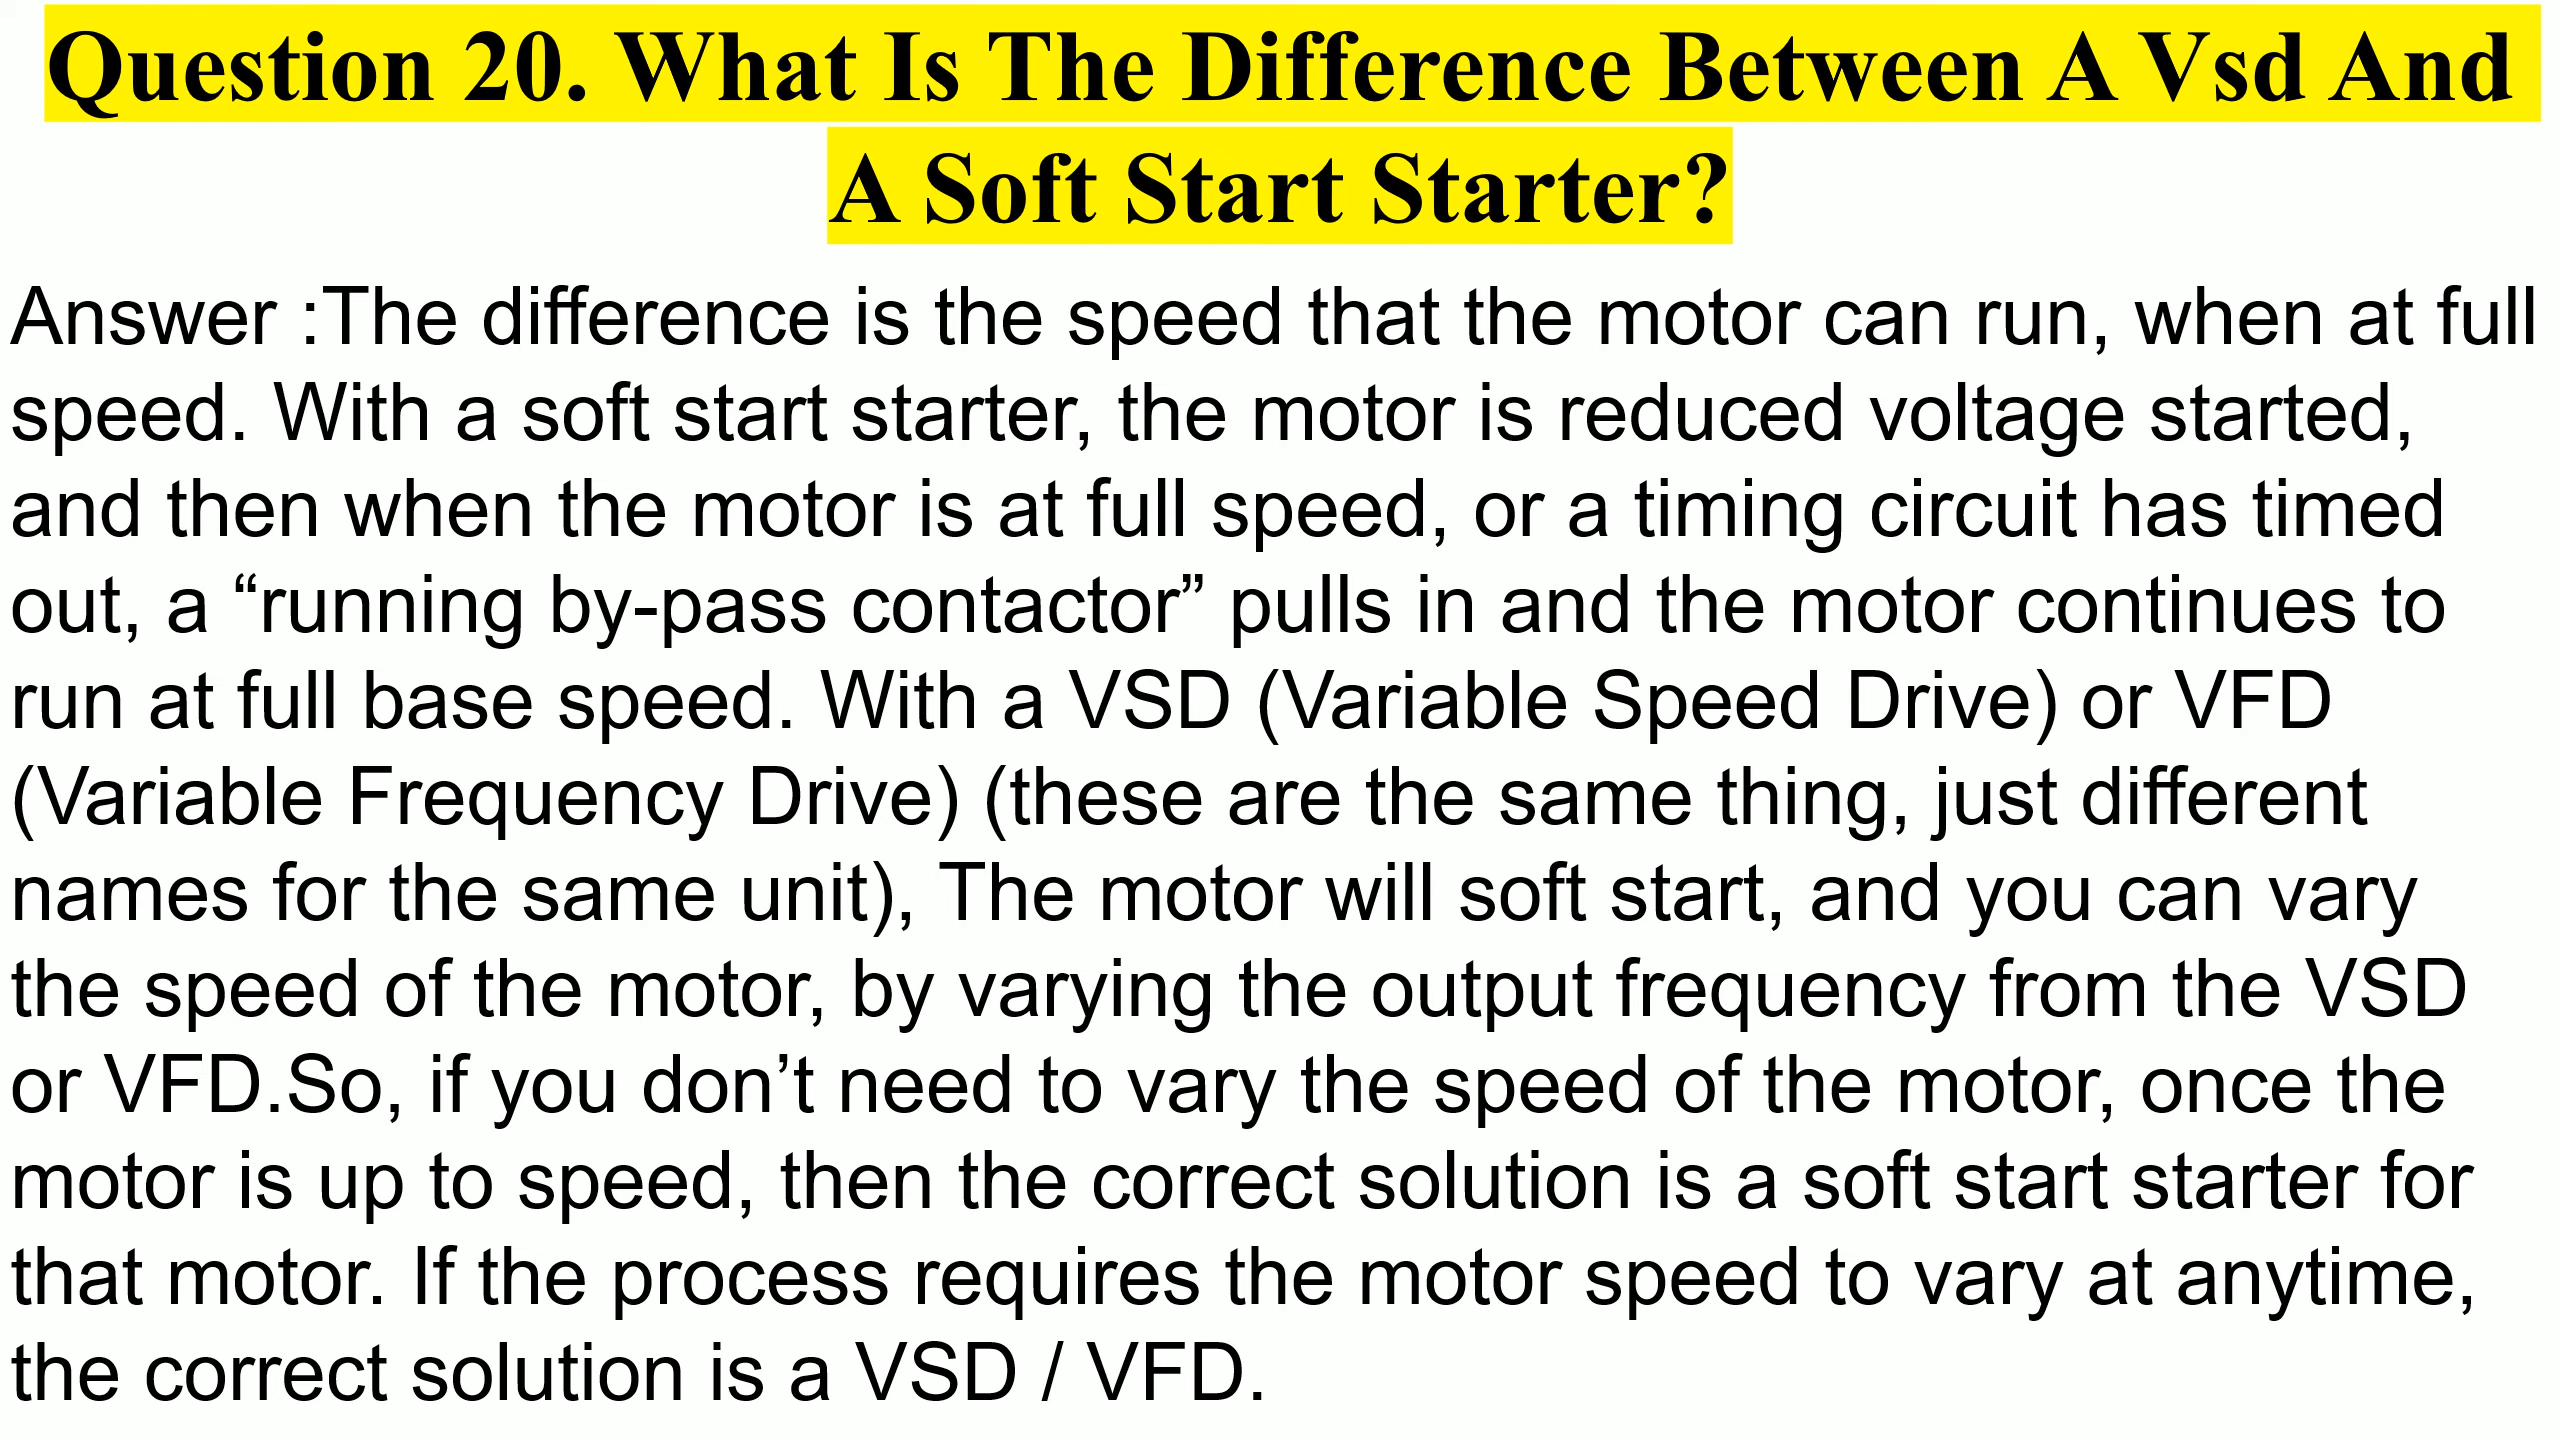 Question 20. What Is The Difference Between A Vsd And
A Soft Start Starter?
Answer :The difference is the speed that the motor can run, when at full
speed. With a soft start starter, the motor is reduced voltage started,
and then when the motor is at full speed, or a timing circuit has timed
out, a “running by-pass contactor” pulls in and the motor continues to
run at full base speed. With a VSD (Variable Speed Drive) or VFD
(Variable Frequency Drive) (these are the same thing, just different
names for the same unit), The motor will soft start, and you can vary
the speed of the motor, by varying the output frequency from the VSD
or VFD.So, if you don’t need to vary the speed of the motor, once the
motor is up to speed, then the correct solution is a soft start starter for
that motor. If the process requires the motor speed to vary at anytime,
the correct solution is a VSD / VFD.